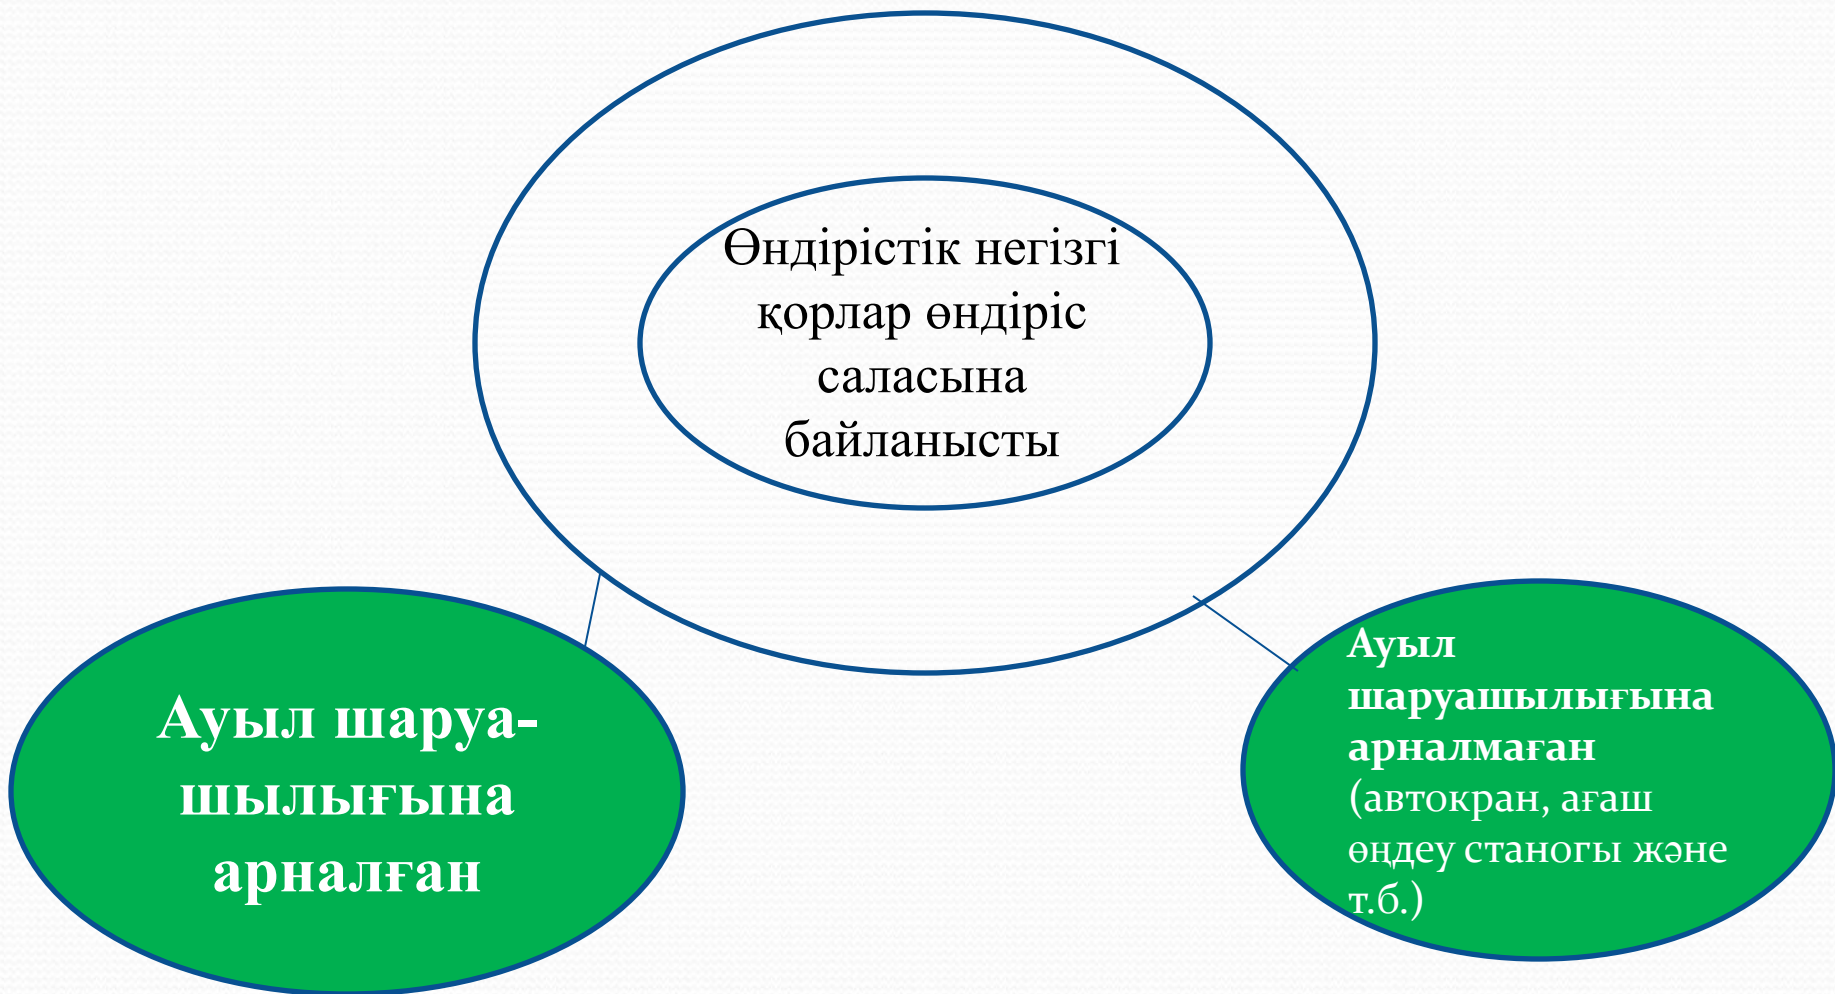 Өндірістік негізгі
қорлар өндіріс
саласына
байланысты
Ауыл шаруа-
шылығына
арналған
Ауыл
шаруашылығына
арналмаған
(автокран, ағаш
өңдеу станогы және
т.б.)